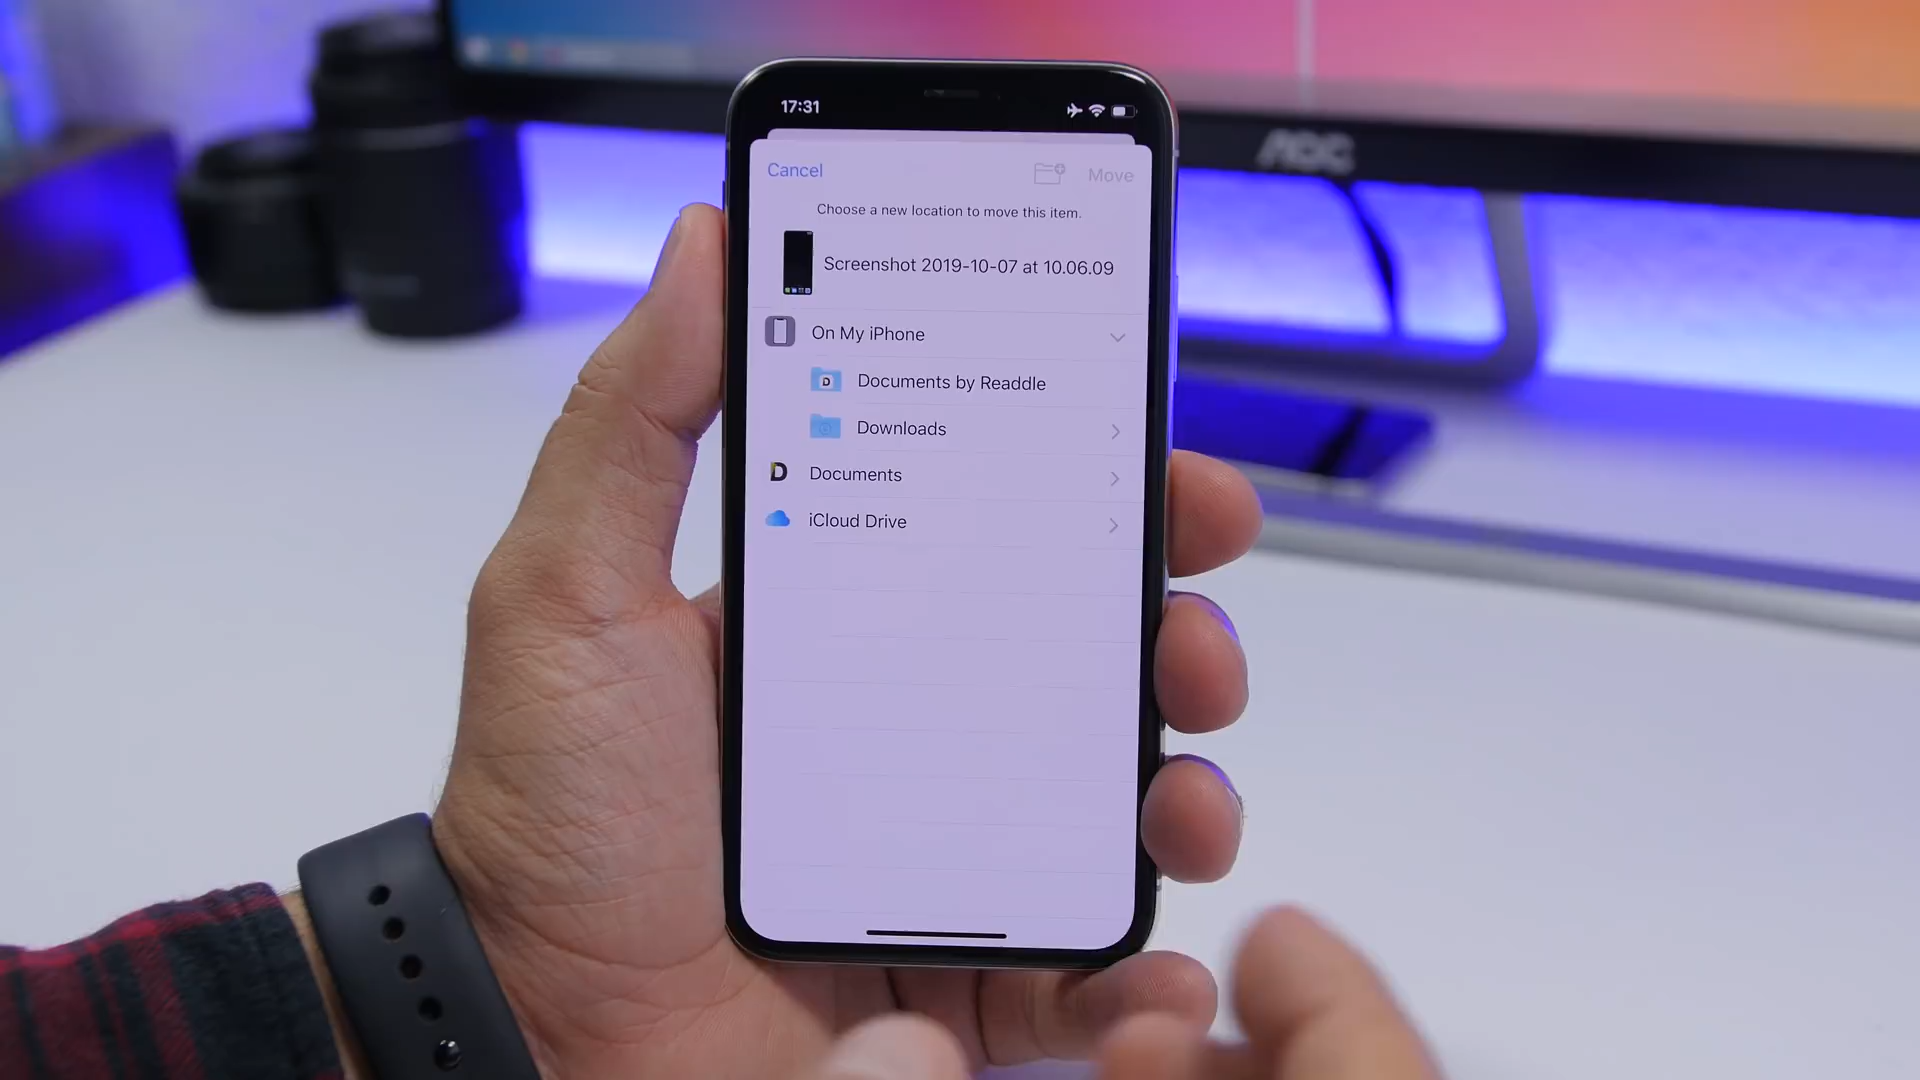 AOC
17:31
Cancel
Move
Choose a new location to move this item.
Screenshot 2019-10-07 at 10.06.09
On My iPhone
D
Documents by Readdle
Downloads
D
Documents
iCloud Drive